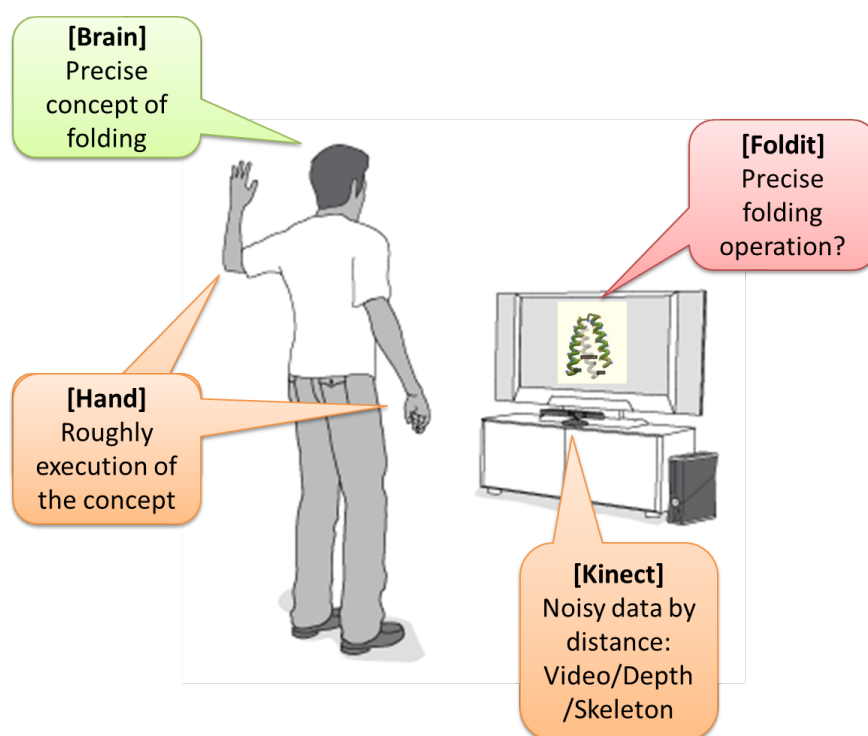 [Brain]
Precise
concept of
folding
[Foldit]
Precise
folding
operation?
[Hand]
Roughly
execution of
the concept
[Kinect]
Noisy data by
distance:
Video/Depth
/Skeleton